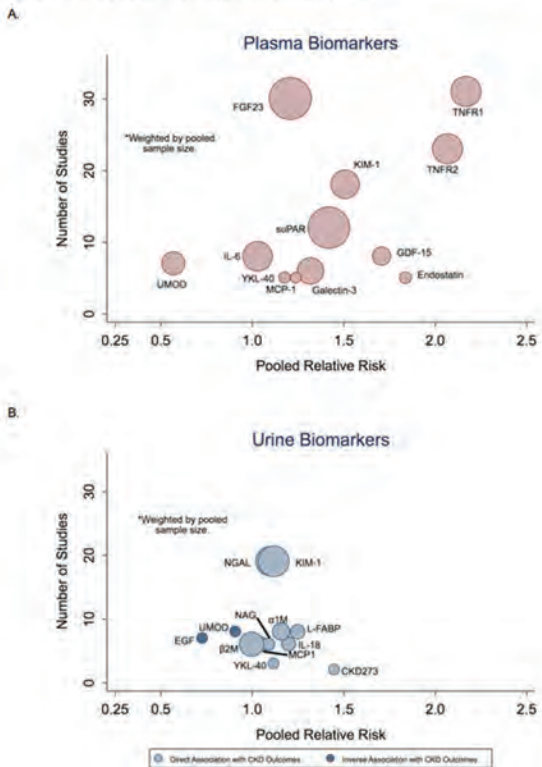 A.
Plasma Biomarkers
Number of Studies
30
20
10
0
FGF23
TNFR1
*Weighted by pooled
sample size.
TNFR2
KIM-1
suPAR
IL-6
GDF-15
UMOD
YKL-40
MCP-1
Galectin-3
Endostatin
0.25
0.5
1.0
1.5
2.0
2.5
Pooled Relative Risk
B.
Urine Biomarkers
Number of Studies
30
20
10
0
*Weighted by pooled
sample size.
NGAL
KIM-1
NAG
α1M
UMOD
L-FABP
EGF
β2M
IL-18
MCP1
YKL-40
CKD273
0.25
0.5
1.0
1.5
2.0
2.5
Pooled Relative Risk
Direct Association with CKD Outcomes
Inverse Association with CKD Outcomes